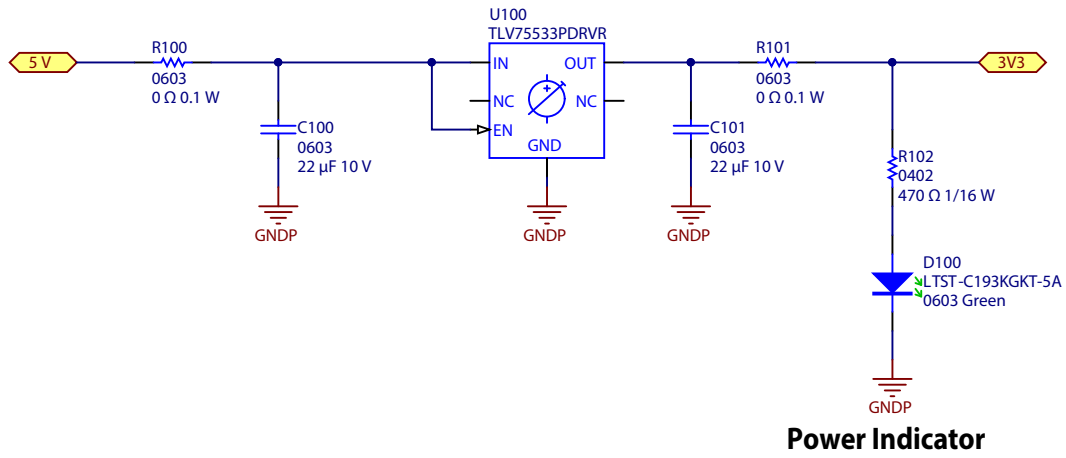 U100
TLV75533PDRVR
5 V
R100
0603
0 Ω 0.1 W
IN
OUT
NC
NC
EN
GND
R101
0603
0 Ω 0.1 W
3V3
C100
0603
22 µF 10 V
C101
0603
22 µF 10 V
R102
0402
470 Ω 1/16 W
GNDP
GNDP
GNDP
D100
LTST-C193KGKT-5A
0603 Green
GNDP
Power Indicator